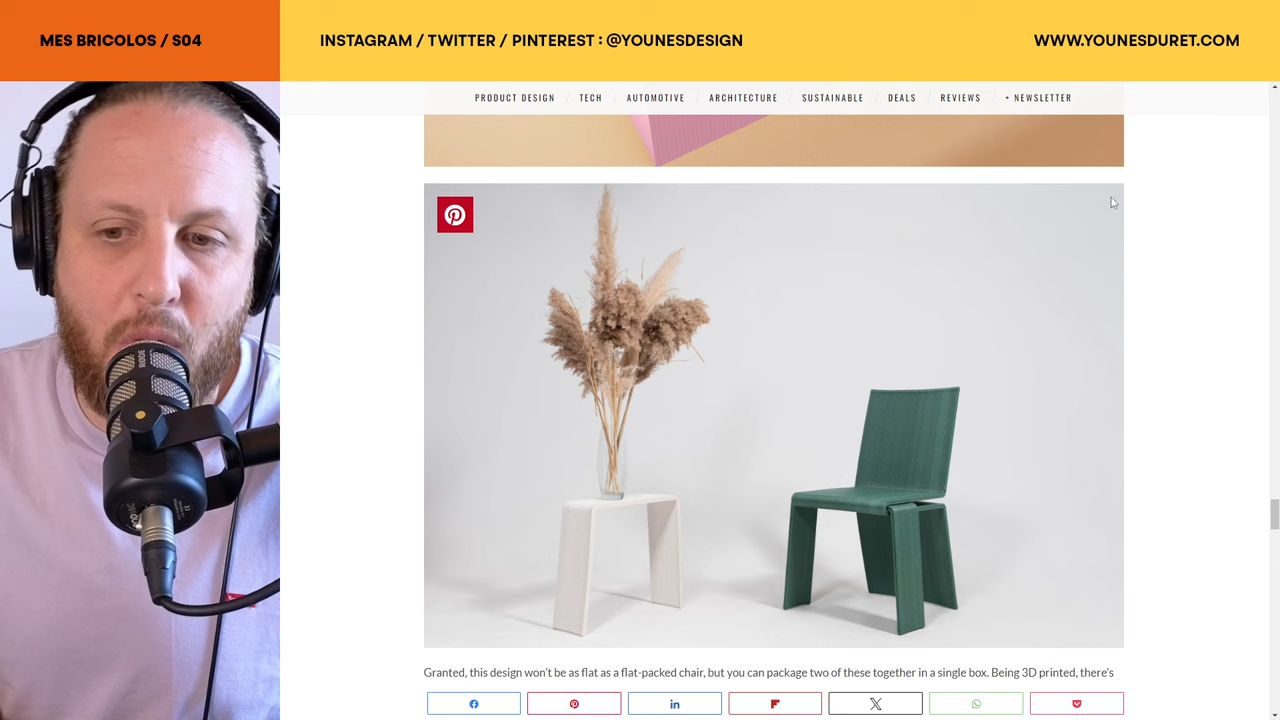 MES BRICOLOS / S04
INSTAGRAM / TWITTER / PINTEREST : @YOUNESDESIGN
WWW.YOUNESDURET.COM
PRODUCT DESIGN / TECH / AUTOMOTIVE / ARCHITECTURE / SUSTAINABLE / DEALS / REVIEWS / + NEWSLETTER
RODE
Granted, this design won't be as flat as a flat-packed chair, but you can package two of these together in a single box. Being 3D printed, there's